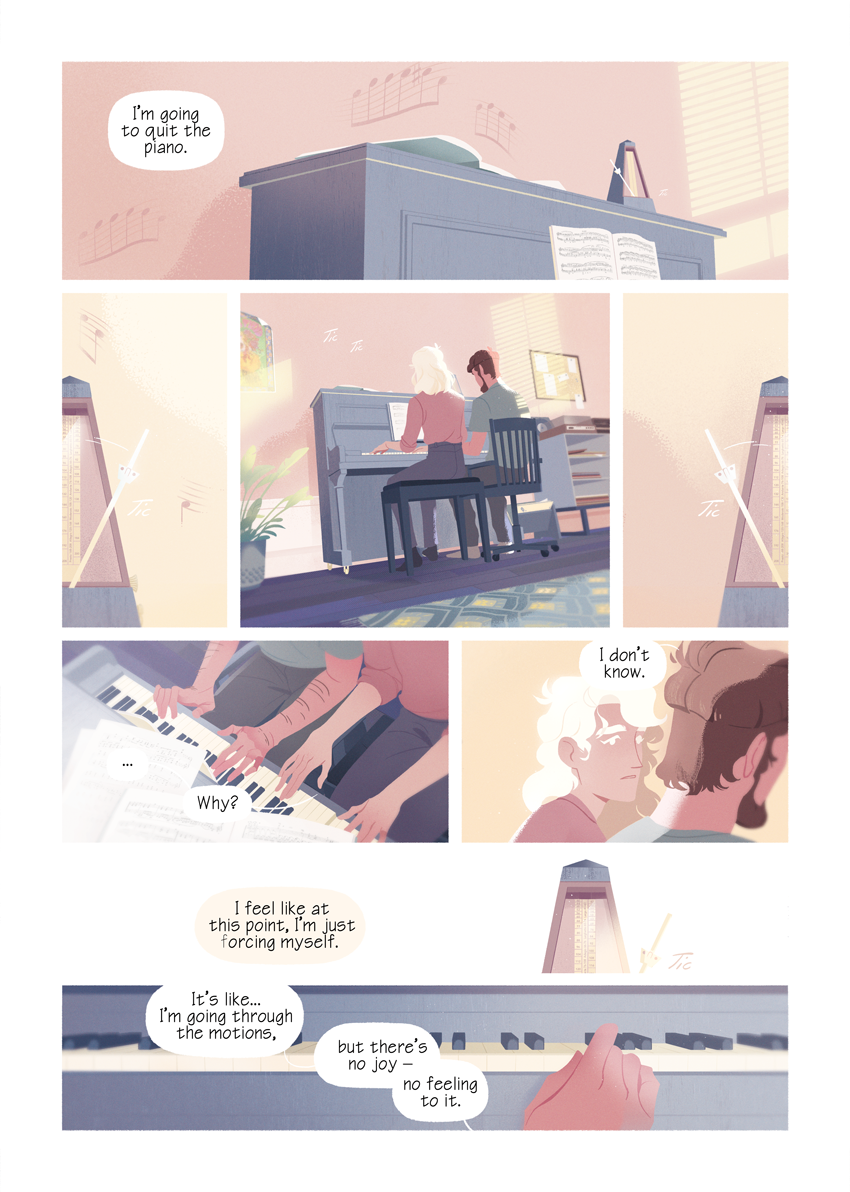 I'm going
to quit the
piano.
Tic
Tic
Tic
Tic
Tic
...
Why?
I don't
know.
I feel like at
this point, I'm just
forcing myself.
Tic
It's like...
I'm going through
the motions,
but there's
no joy –
no feeling
to it.